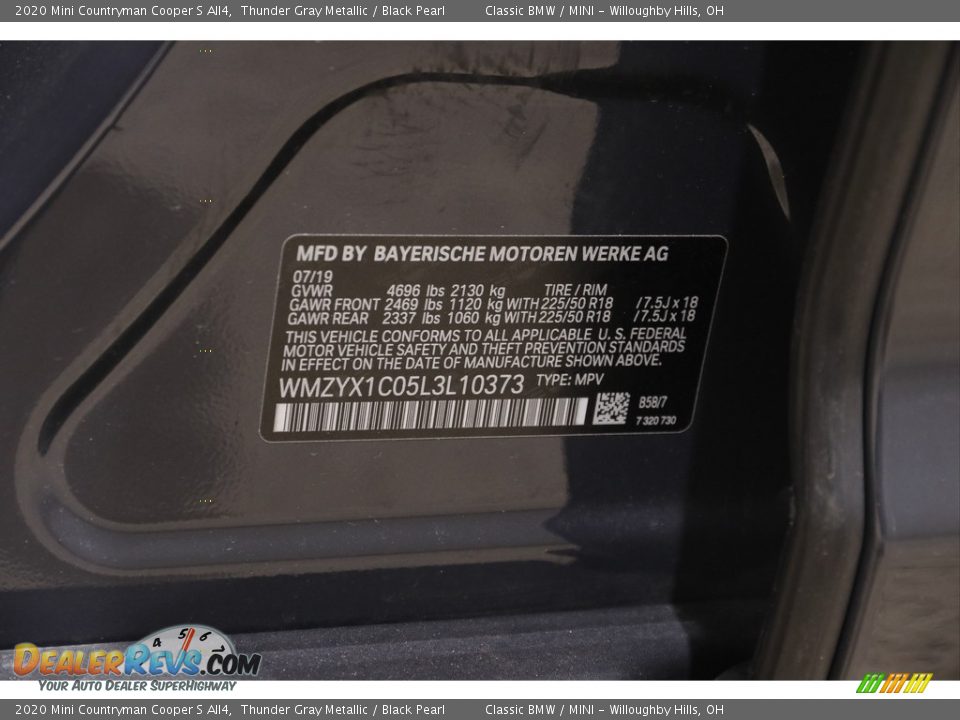 2020 Mini Countryman Cooper S All4, Thunder Gray Metallic / Black Pearl Classic BMW / MINI - Willoughby Hills, OH
MFD BY BAYERISCHE MOTOREN WERKE AG
07/19
GVWR 4696 lbs 2130 kg TIRE / RIM
GAWR FRONT 2469 lbs 1120 kg WITH 225/50 R18 / 7.5J x 18
GAWR REAR 2337 lbs 1060 kg WITH 225/50 R18 / 7.5J x 18
THIS VEHICLE CONFORMS TO ALL APPLICABLE U.S. FEDERAL
MOTOR VEHICLE SAFETY AND THEFT PREVENTION STANDARDS
IN EFFECT ON THE DATE OF MANUFACTURE SHOWN ABOVE.
WMZYX1C05L3L10373 TYPE: MPV
B58/7
7 320 730
4 5 6
DEALERREVS.COM
YOUR AUTO DEALER SUPERHIGHWAY
2020 Mini Countryman Cooper S All4, Thunder Gray Metallic / Black Pearl Classic BMW / MINI - Willoughby Hills, OH